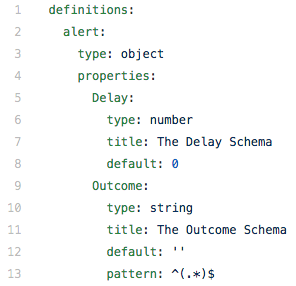 1 definitions:
2   alert:
3     type: object
4     properties:
5       Delay:
6         type: number
7         title: The Delay Schema
8         default: 0
9       Outcome:
10         type: string
11         title: The Outcome Schema
12         default: ''
13         pattern: ^(.*)$